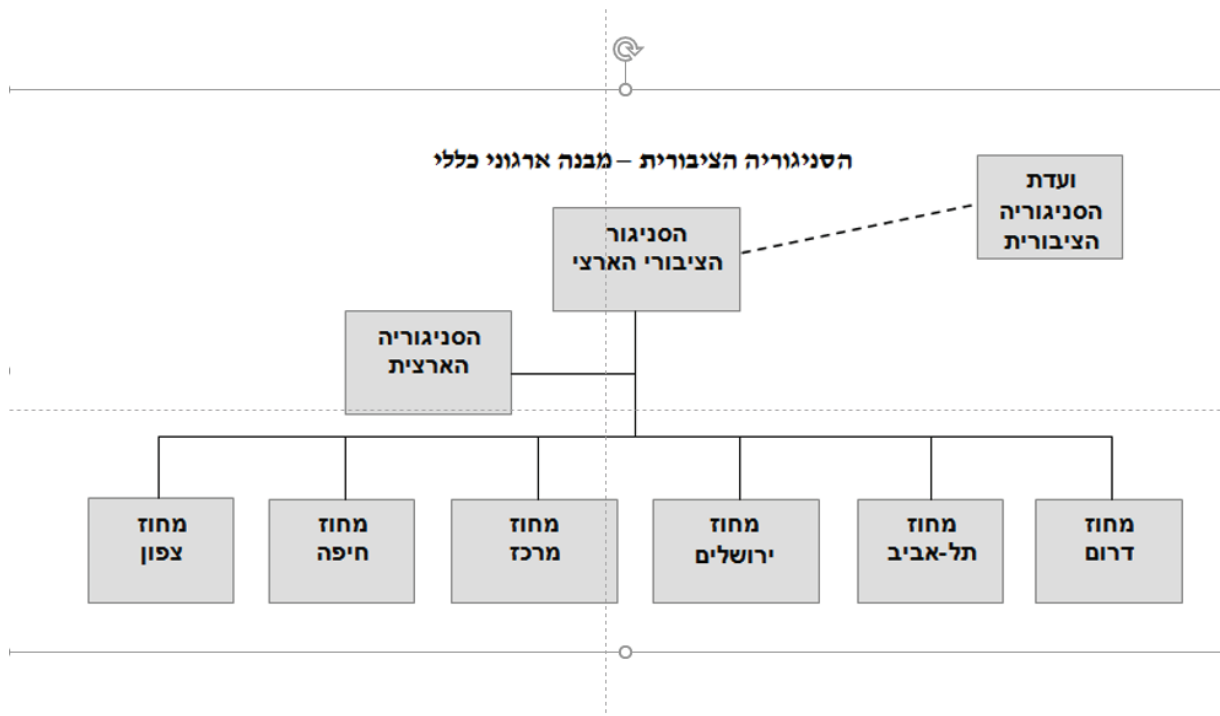 הסניגוריה הציבורית – מבנה ארגוני כללי
ועדת
הסניגוריה
הציבורית
הסניגור
הציבורי הארצי
הסניגוריה
הארצית
מחוז
דרום
מחוז
תל-אביב
מחוז
ירושלים
מחוז
מרכז
מחוז
חיפה
מחוז
צפון